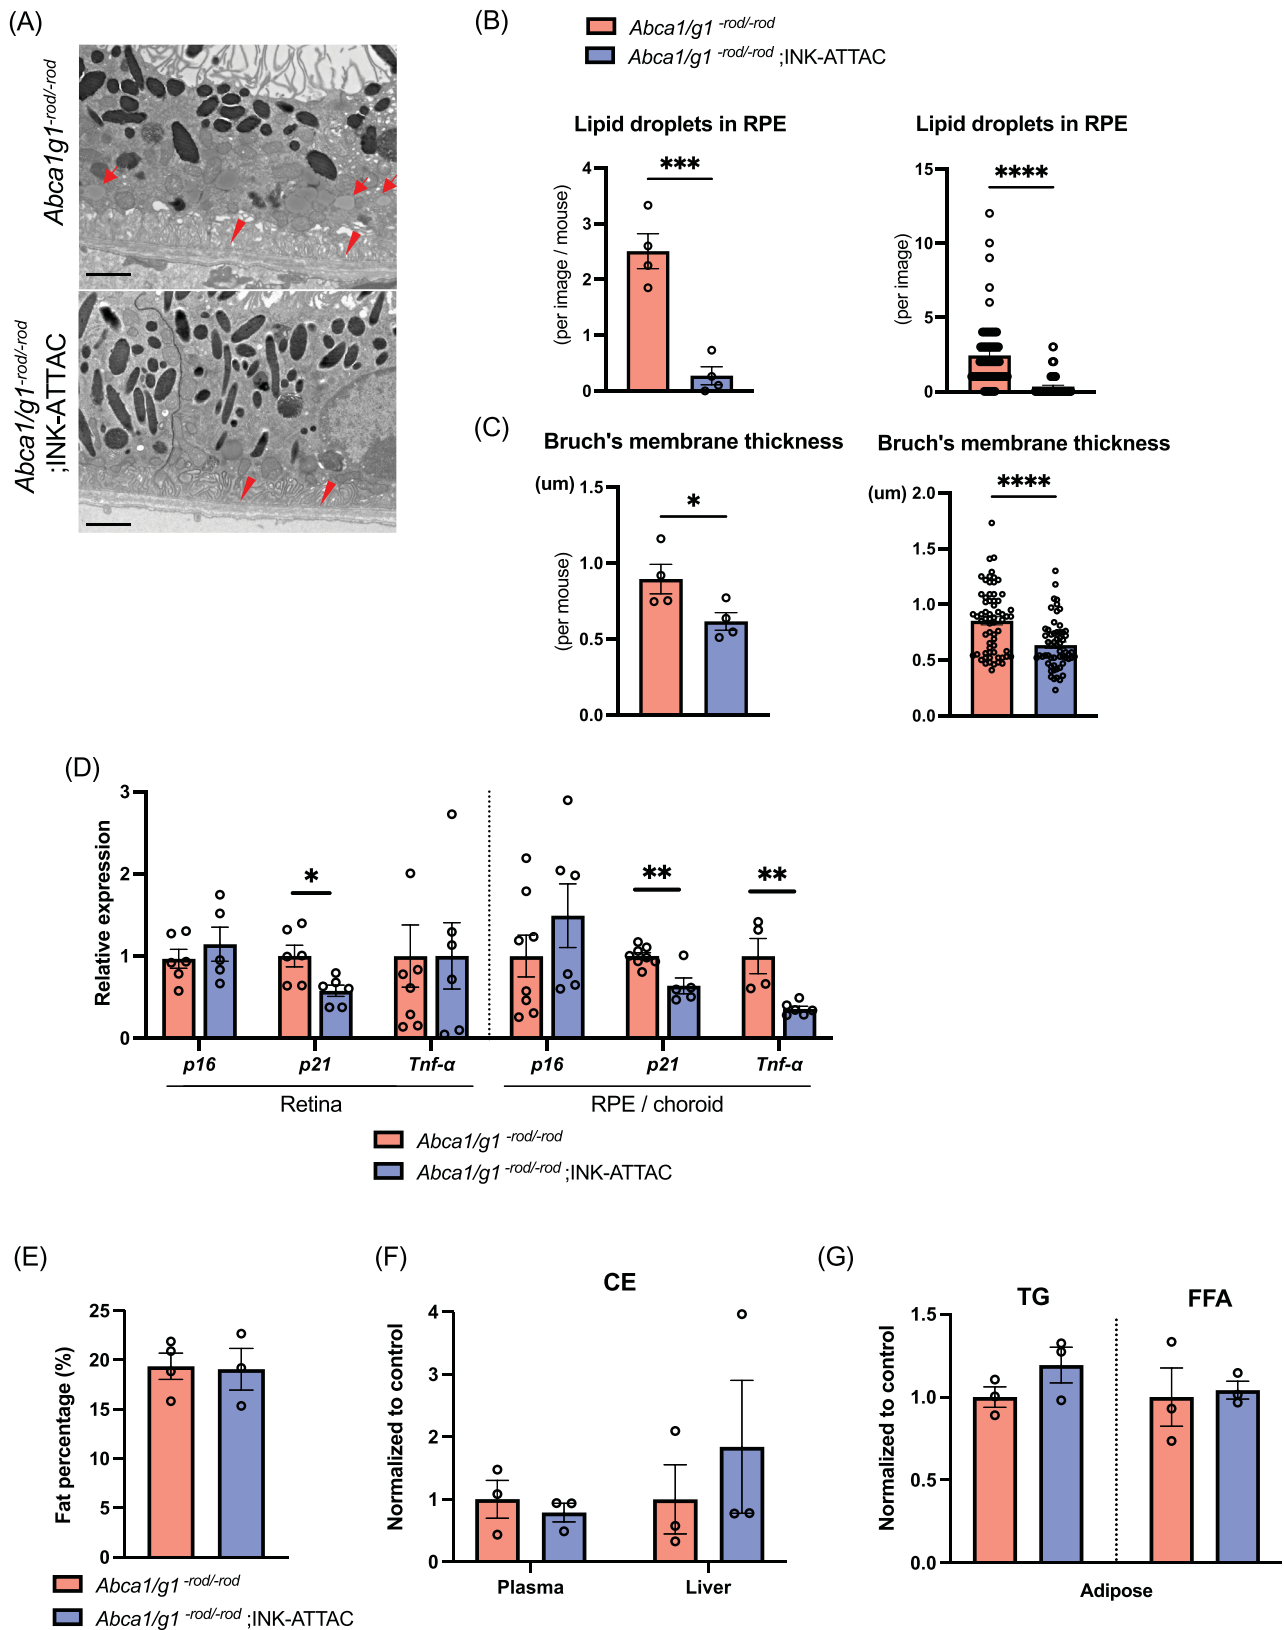 (A)
Abca1g1-rod/-rod
Abca1/g1-rod/-rod
;INK-ATTAC
(B)
Abca1/g1 -rod/-rod
Abca1/g1 -rod/-rod ;INK-ATTAC
Lipid droplets in RPE
(per image / mouse)
4
3
2
1
0
***
Lipid droplets in RPE
(per image)
15
10
5
0
****
(C)
Bruch's membrane thickness
(um)
(per mouse)
1.5
1.0
0.5
0.0
*
Bruch's membrane thickness
(um)
2.0
1.5
1.0
0.5
0.0
****
(D)
Relative expression
3
2
1
0
*
**
**
p16 p21 Tnf-α p16 p21 Tnf-α
Retina RPE / choroid
Abca1/g1 -rod/-rod
Abca1/g1 -rod/-rod ;INK-ATTAC
(E)
Fat percentage (%)
25
20
15
10
5
0
Abca1/g1 -rod/-rod
Abca1/g1 -rod/-rod ;INK-ATTAC
(F)
CE
Normalized to control
4
3
2
1
0
Plasma Liver
(G)
TG FFA
Normalized to control
1.5
1.0
0.5
0.0
Adipose